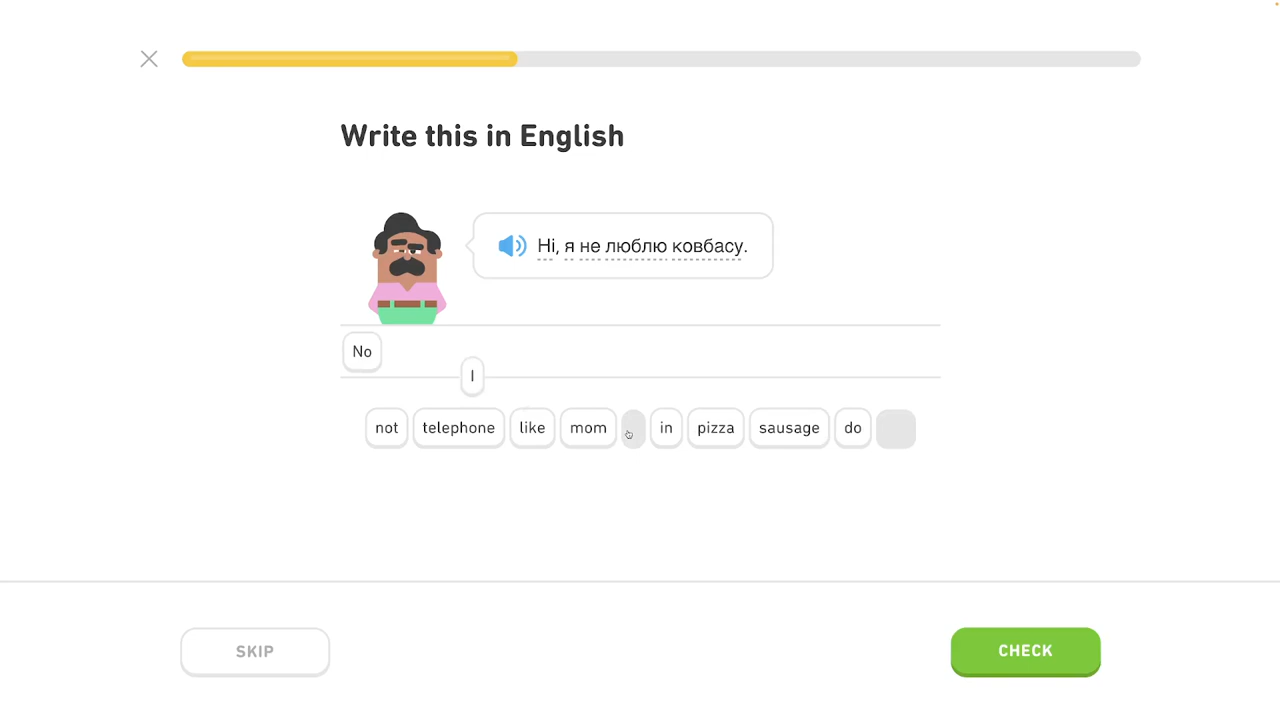 Write this in English
Ні, я не люблю ковбасу.
No
I
not telephone like mom in pizza sausage do
SKIP CHECK